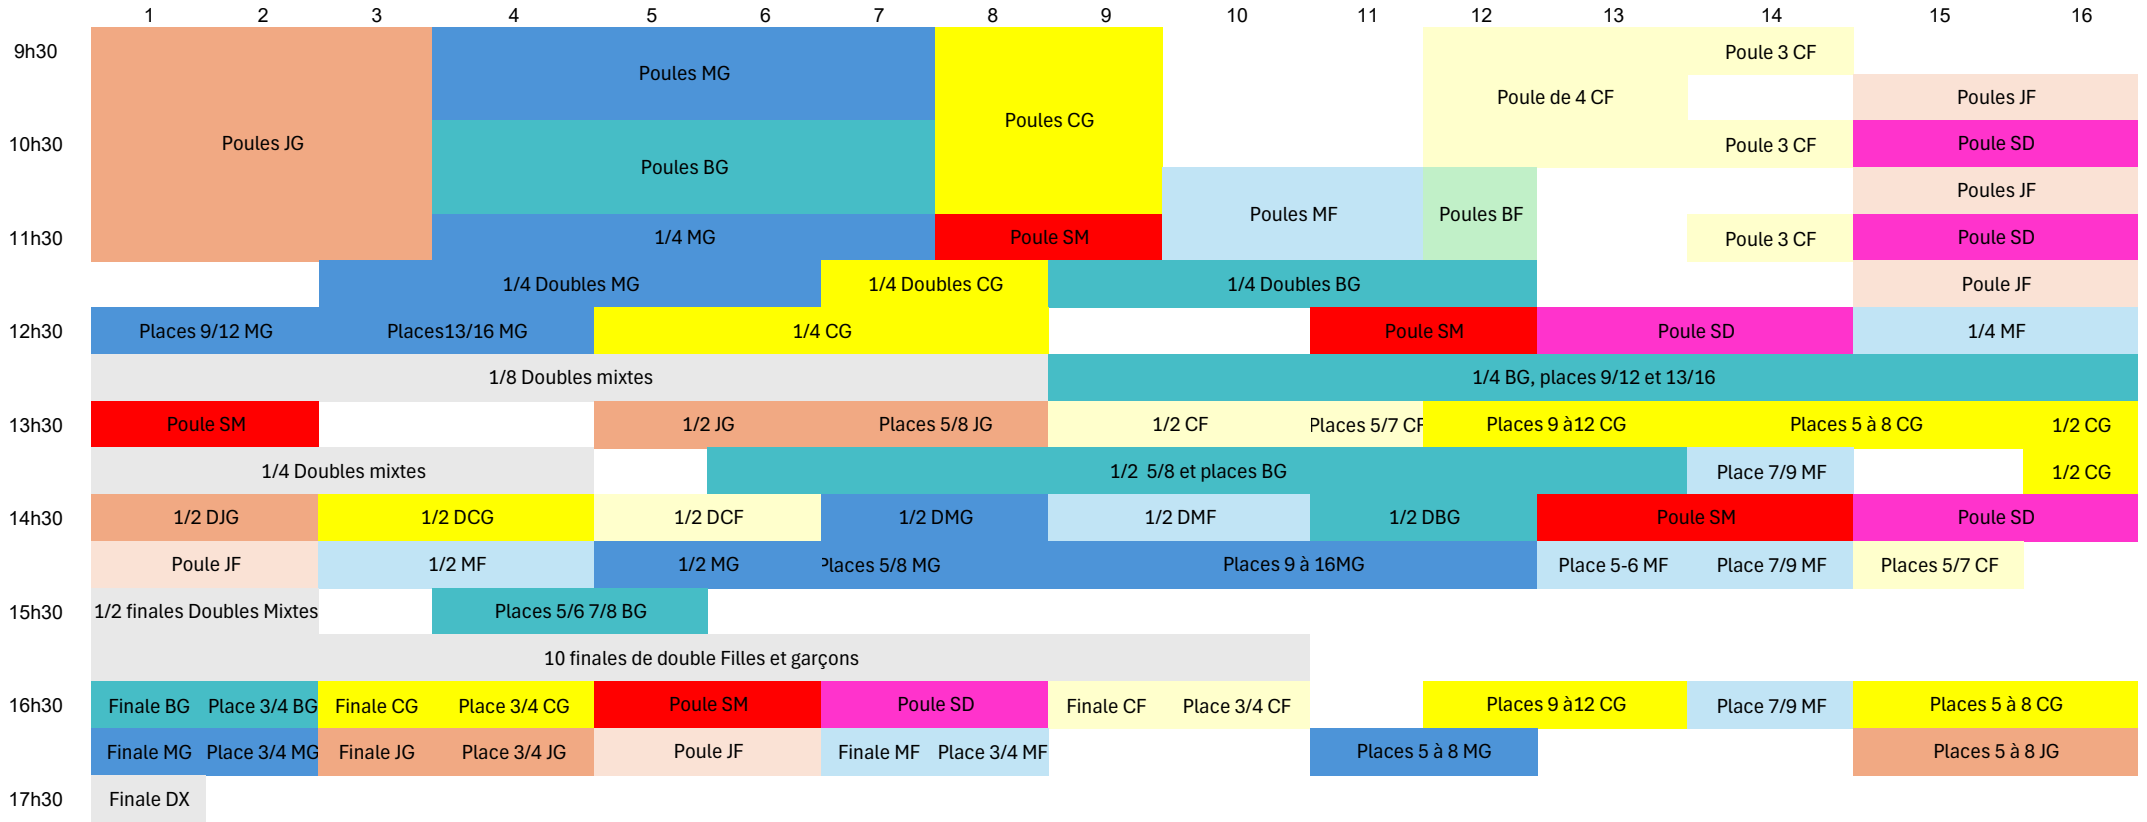 1 2 3 4 5 6 7 8 9 10 11 12 13 14 15 16
9h30 Poule 3 CF
Poules MG
Poule de 4 CF Poules JF
Poules CG
10h30 Poules JG Poule 3 CF Poule SD
Poules BG
Poules JF
Poules MF Poules BF
11h30 1/4 MG Poule SM Poule 3 CF Poule SD
1/4 Doubles MG 1/4 Doubles CG 1/4 Doubles BG Poule JF
12h30 Places 9/12 MG Places13/16 MG 1/4 CG Poule SM Poule SD 1/4 MF
1/8 Doubles mixtes 1/4 BG, places 9/12 et 13/16
13h30 Poule SM 1/2 JG Places 5/8 JG 1/2 CF Places 5/7 CF Places 9 à12 CG Places 5 à 8 CG 1/2 CG
1/4 Doubles mixtes 1/2  5/8 et places BG Place 7/9 MF 1/2 CG
14h30 1/2 DJG 1/2 DCG 1/2 DCF 1/2 DMG 1/2 DMF 1/2 DBG Poule SM Poule SD
Poule JF 1/2 MF 1/2 MG Places 5/8 MG Places 9 à 16MG Place 5-6 MF Place 7/9 MF Places 5/7 CF
15h30 1/2 finales Doubles Mixtes Places 5/6 7/8 BG
10 finales de double Filles et garçons
16h30 Finale BG Place 3/4 BG Finale CG Place 3/4 CG Poule SM Poule SD Finale CF Place 3/4 CF Places 9 à12 CG Place 7/9 MF Places 5 à 8 CG
Finale MG Place 3/4 MG Finale JG Place 3/4 JG Poule JF Finale MF Place 3/4 MF Places 5 à 8 MG Places 5 à 8 JG
17h30 Finale DX